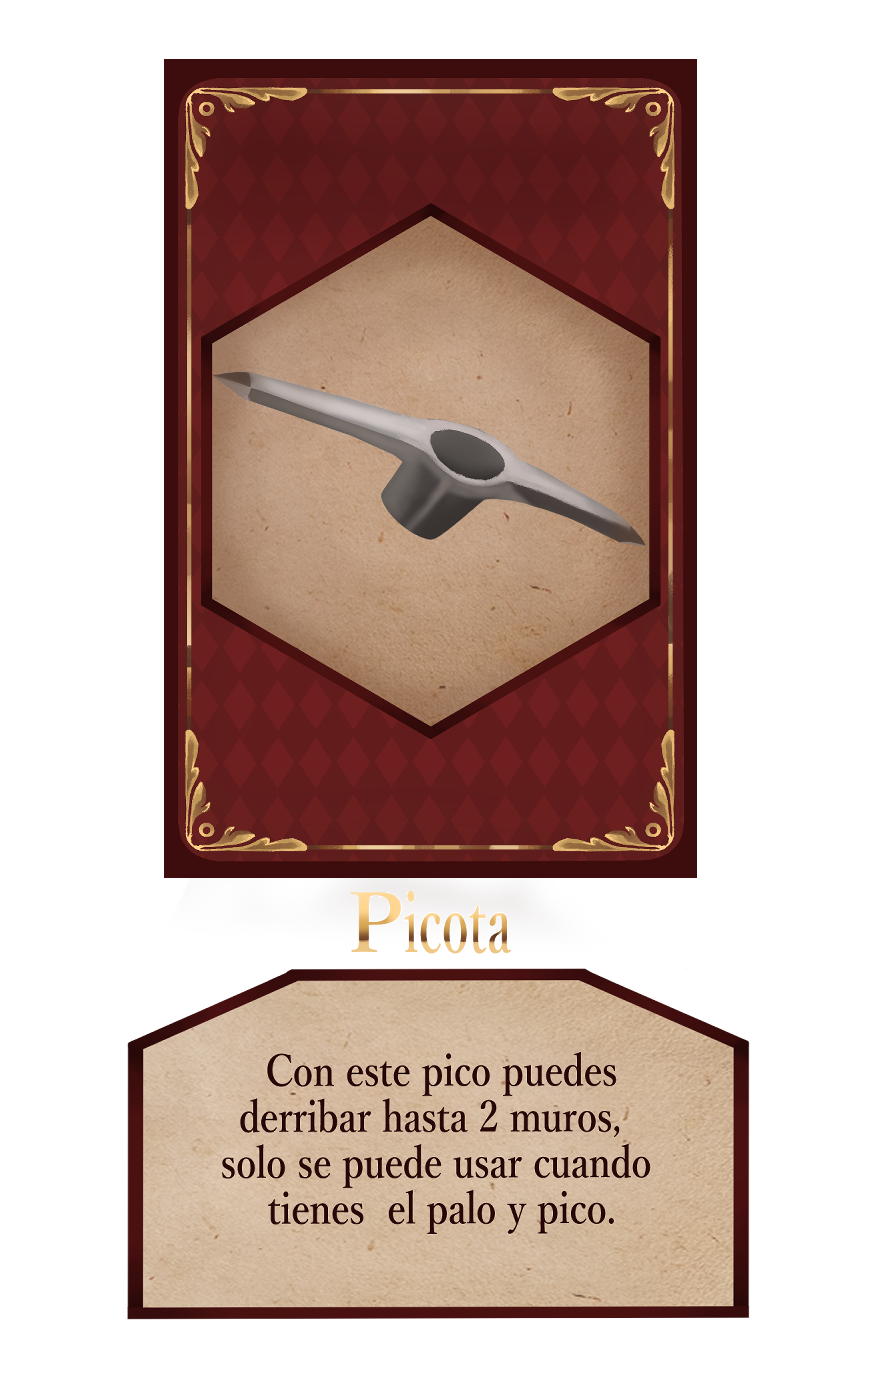 Picota
Con este pico puedes
derribar hasta 2 muros,
solo se puede usar cuando
tienes el palo y pico.